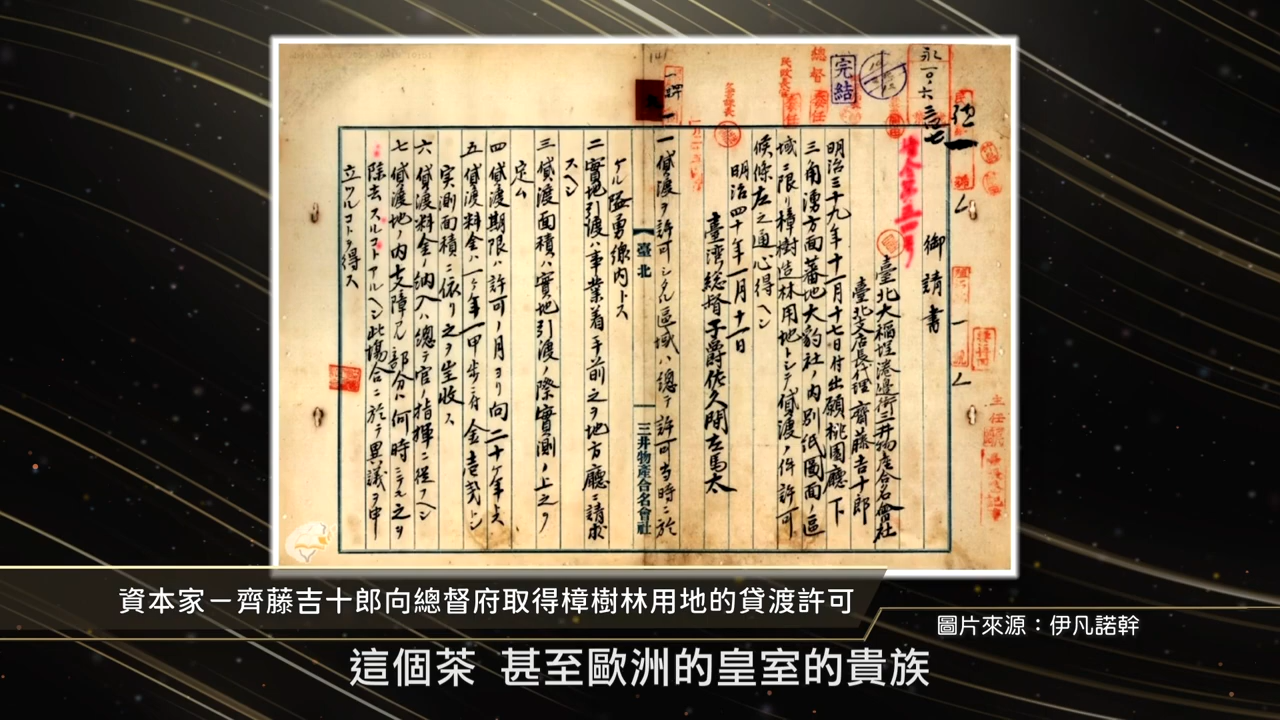 完結
總督
委任
御請書
臺北大稻埕港邊街三井物産合名會社
臺北支店長代理 齊藤吉十郎
明治三十九年十一月十七日付出願桃園廳下
三角湧方面蕃地大豹社ノ内別紙圖面ノ區
域ニ限リ樟樹造林用地トシテ貸渡ノ件許可
候條左之通心得ヘシ
明治四十年一月十一日
臺灣總督子爵佐久間左馬太
一 貸渡ヲ許可シタル區域ハ總テ許可當時ニ於
ケル隘勇線内トス
二 實地引渡ハ事業着手前之ヲ地方廳ニ請求
スヘシ
三 貸渡面積ハ實地引渡ノ際實測ノ上之ヲ
定ム
四 貸渡期限ハ許可ノ月ヨリ向二十ケ年トス
五 貸渡料金ハ一ケ年一甲歩ニ付金壱錢トシ
実測面積ニ依リ之ヲ徴收ス
六 貸渡料金ノ納入ハ總テ官ノ指揮ニ從フヘシ
七 貸渡地ノ内支障アル部分ハ何時ニテモ之ヲ
除去スルコトアルヘシ此場合ニ於テ異議ヲ申
立ツルコトヲ得ス
臺北
三井物産合名會社
資本家－齊藤吉十郎向總督府取得樟樹林用地的貸渡許可
圖片來源：伊凡諾幹
這個茶 甚至歐洲的皇室的貴族